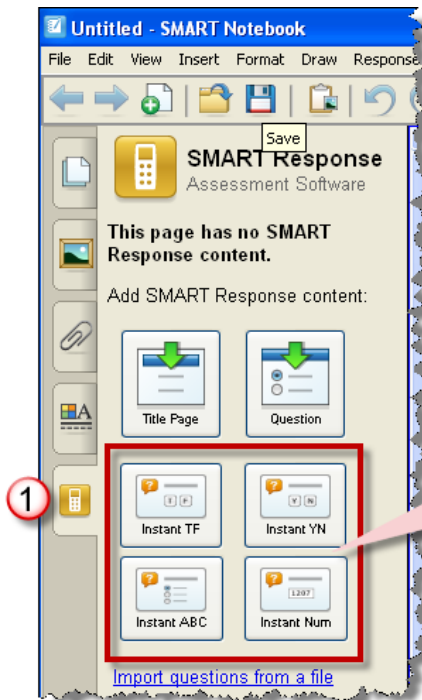 Untitled - SMART Notebook
File Edit View Insert Format Draw Response
Save
SMART Response
Assessment Software
This page has no SMART
Response content.
Add SMART Response content:
Title Page Question
1
T F Y N
Instant TF Instant YN
1207
Instant ABC Instant Num
Import questions from a file